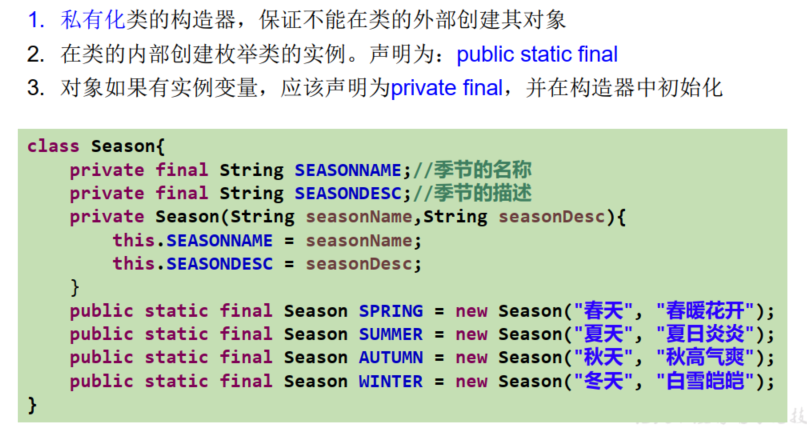 1. 私有化类的构造器，保证不能在类的外部创建其对象
2. 在类的内部创建枚举类的实例。声明为：public static final
3. 对象如果有实例变量，应该声明为private final，并在构造器中初始化
class Season{
    private final String SEASONNAME;//季节的名称
    private final String SEASONDESC;//季节的描述
    private Season(String seasonName,String seasonDesc){
        this.SEASONNAME = seasonName;
        this.SEASONDESC = seasonDesc;
    }
    public static final Season SPRING = new Season("春天", "春暖花开");
    public static final Season SUMMER = new Season("夏天", "夏日炎炎");
    public static final Season AUTUMN = new Season("秋天", "秋高气爽");
    public static final Season WINTER = new Season("冬天", "白雪皑皑");
}